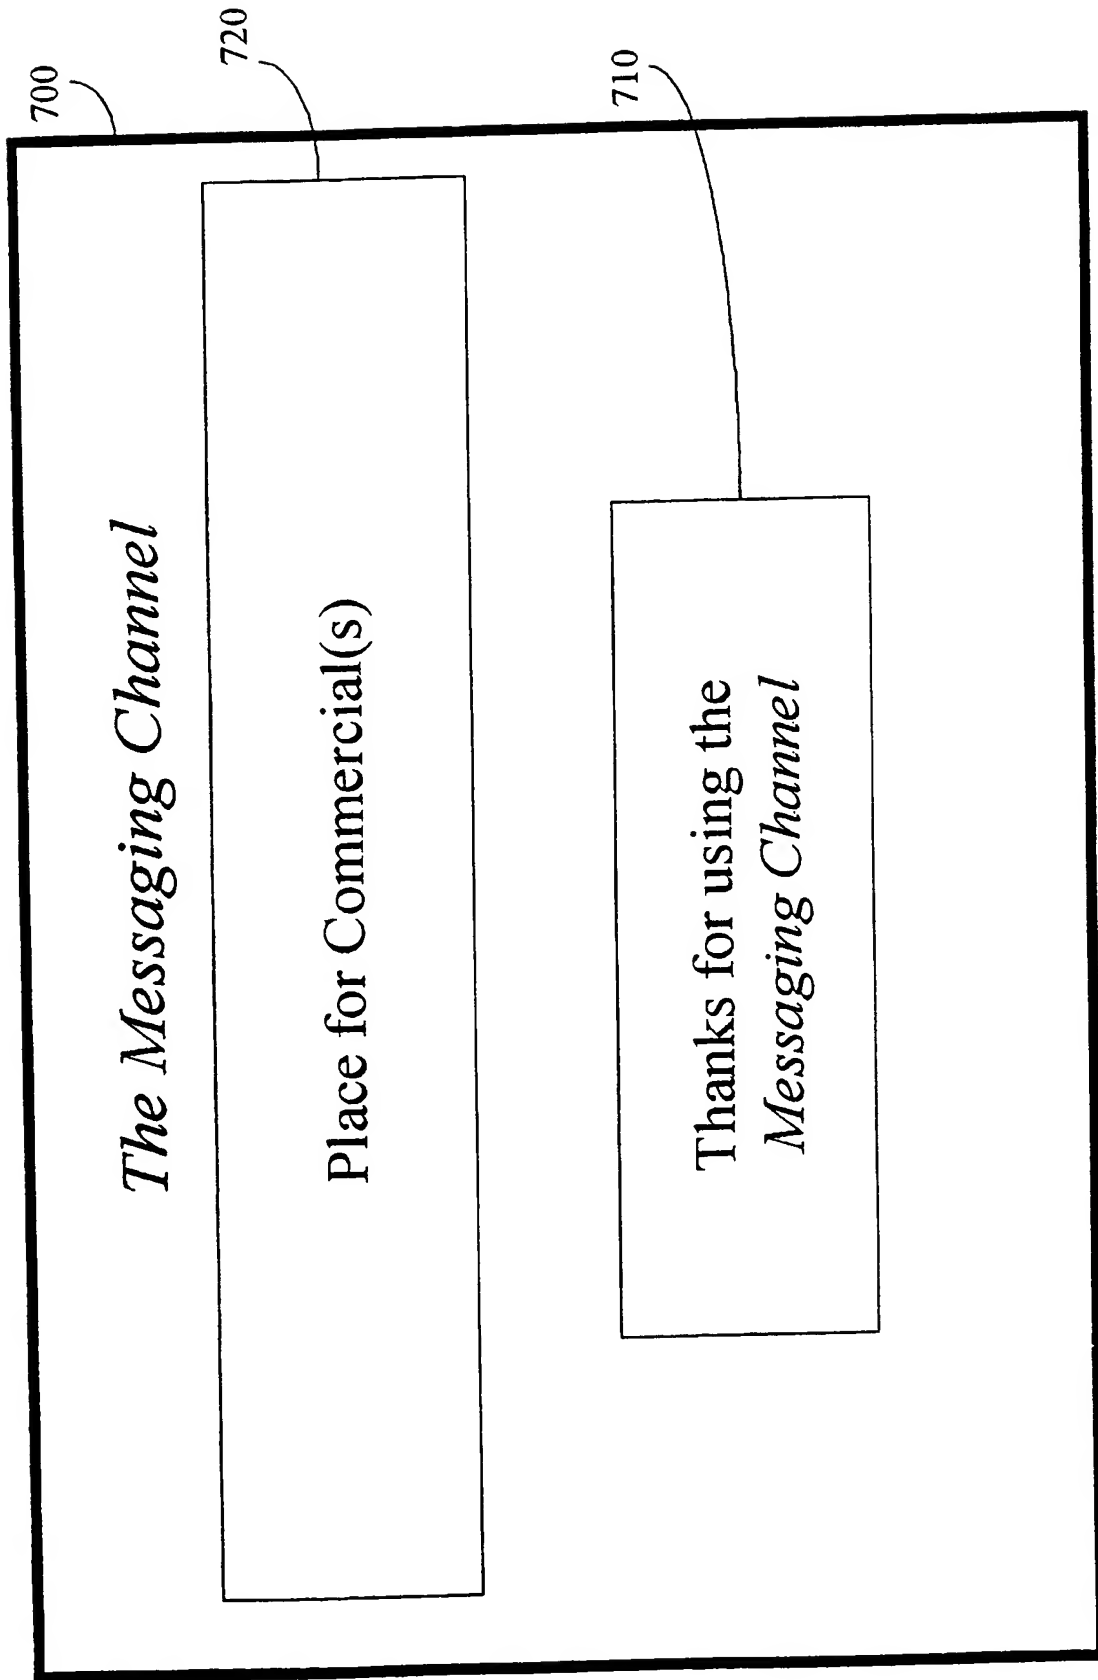 The Messaging Channel
700
720
Place for Commercial(s)
710
Thanks for using the
Messaging Channel